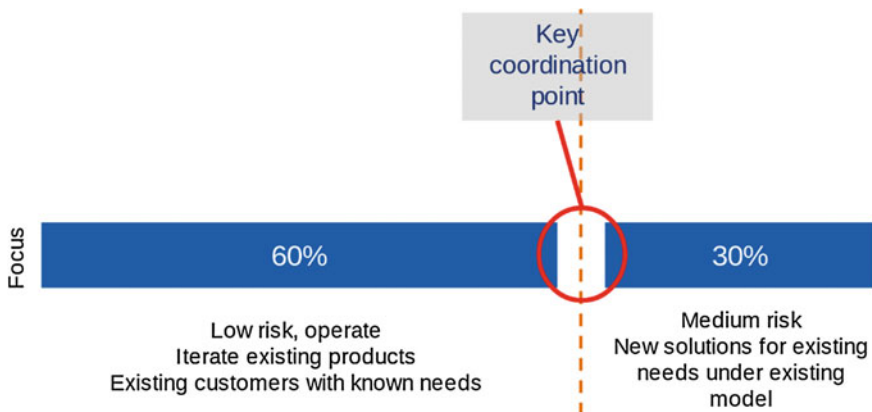 Key
coordination
point
Focus
60%
30%
Low risk, operate
Iterate existing products
Existing customers with known needs
Medium risk
New solutions for existing
needs under existing
model